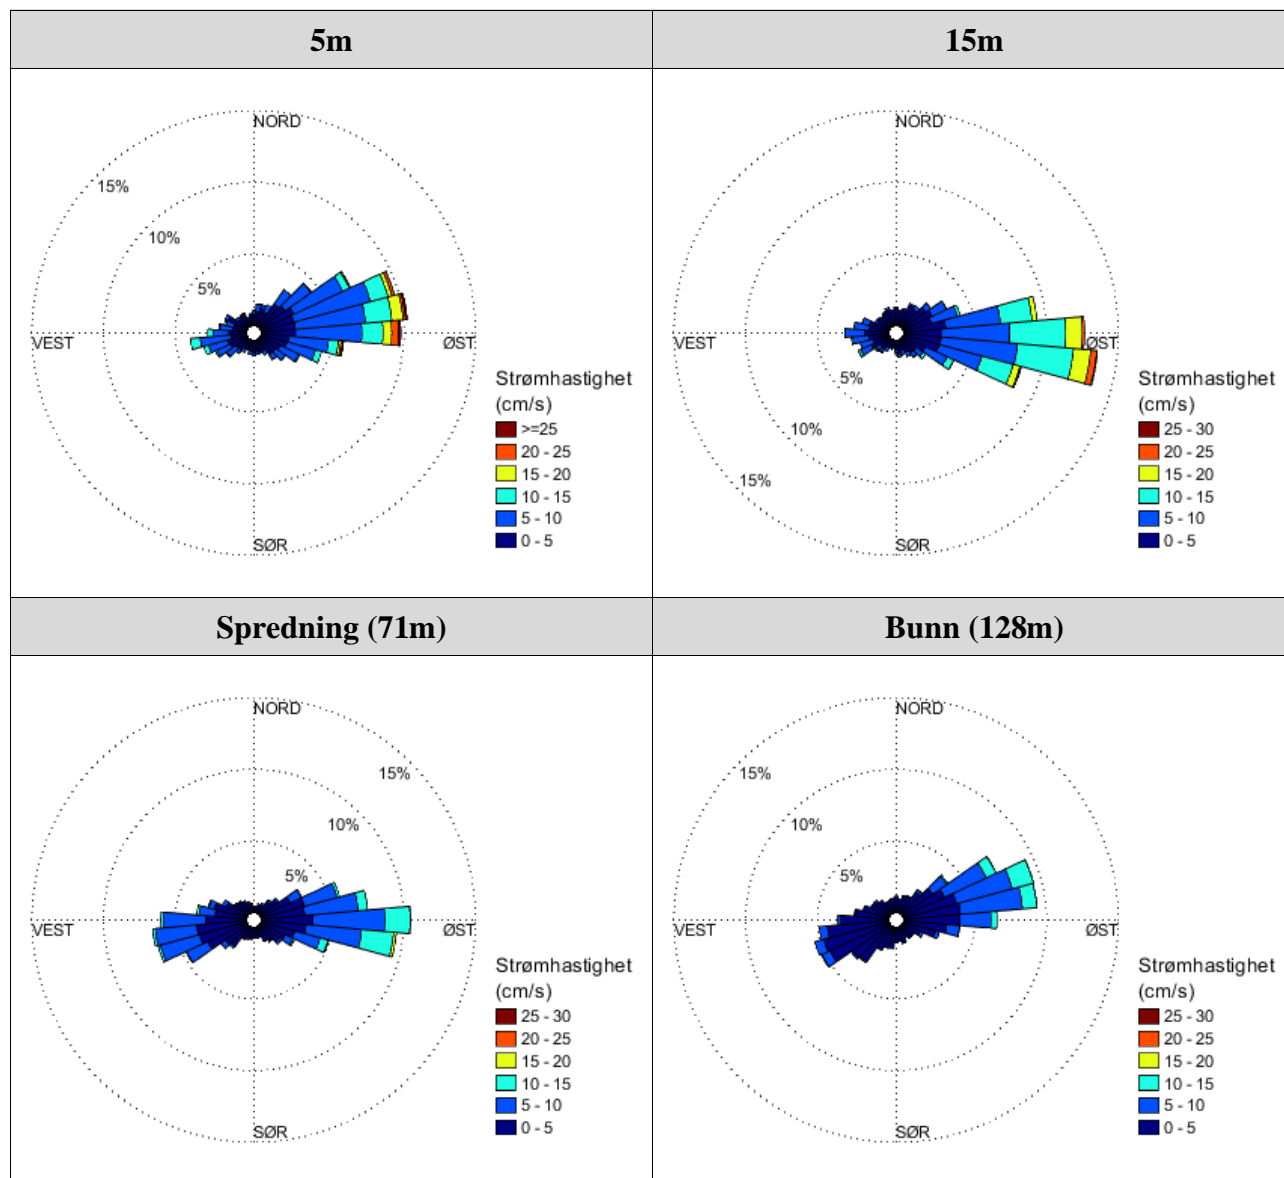 5m
15m
NORD
15%
10%
5%
VEST
ØST
SØR
Strømhastighet
(cm/s)
>=25
20 - 25
15 - 20
10 - 15
5 - 10
0 - 5
NORD
VEST
ØST
5%
10%
15%
SØR
Strømhastighet
(cm/s)
25 - 30
20 - 25
15 - 20
10 - 15
5 - 10
0 - 5
Spredning (71m)
Bunn (128m)
NORD
15%
10%
5%
VEST
ØST
SØR
Strømhastighet
(cm/s)
25 - 30
20 - 25
15 - 20
10 - 15
5 - 10
0 - 5
NORD
15%
10%
5%
VEST
ØST
SØR
Strømhastighet
(cm/s)
25 - 30
20 - 25
15 - 20
10 - 15
5 - 10
0 - 5